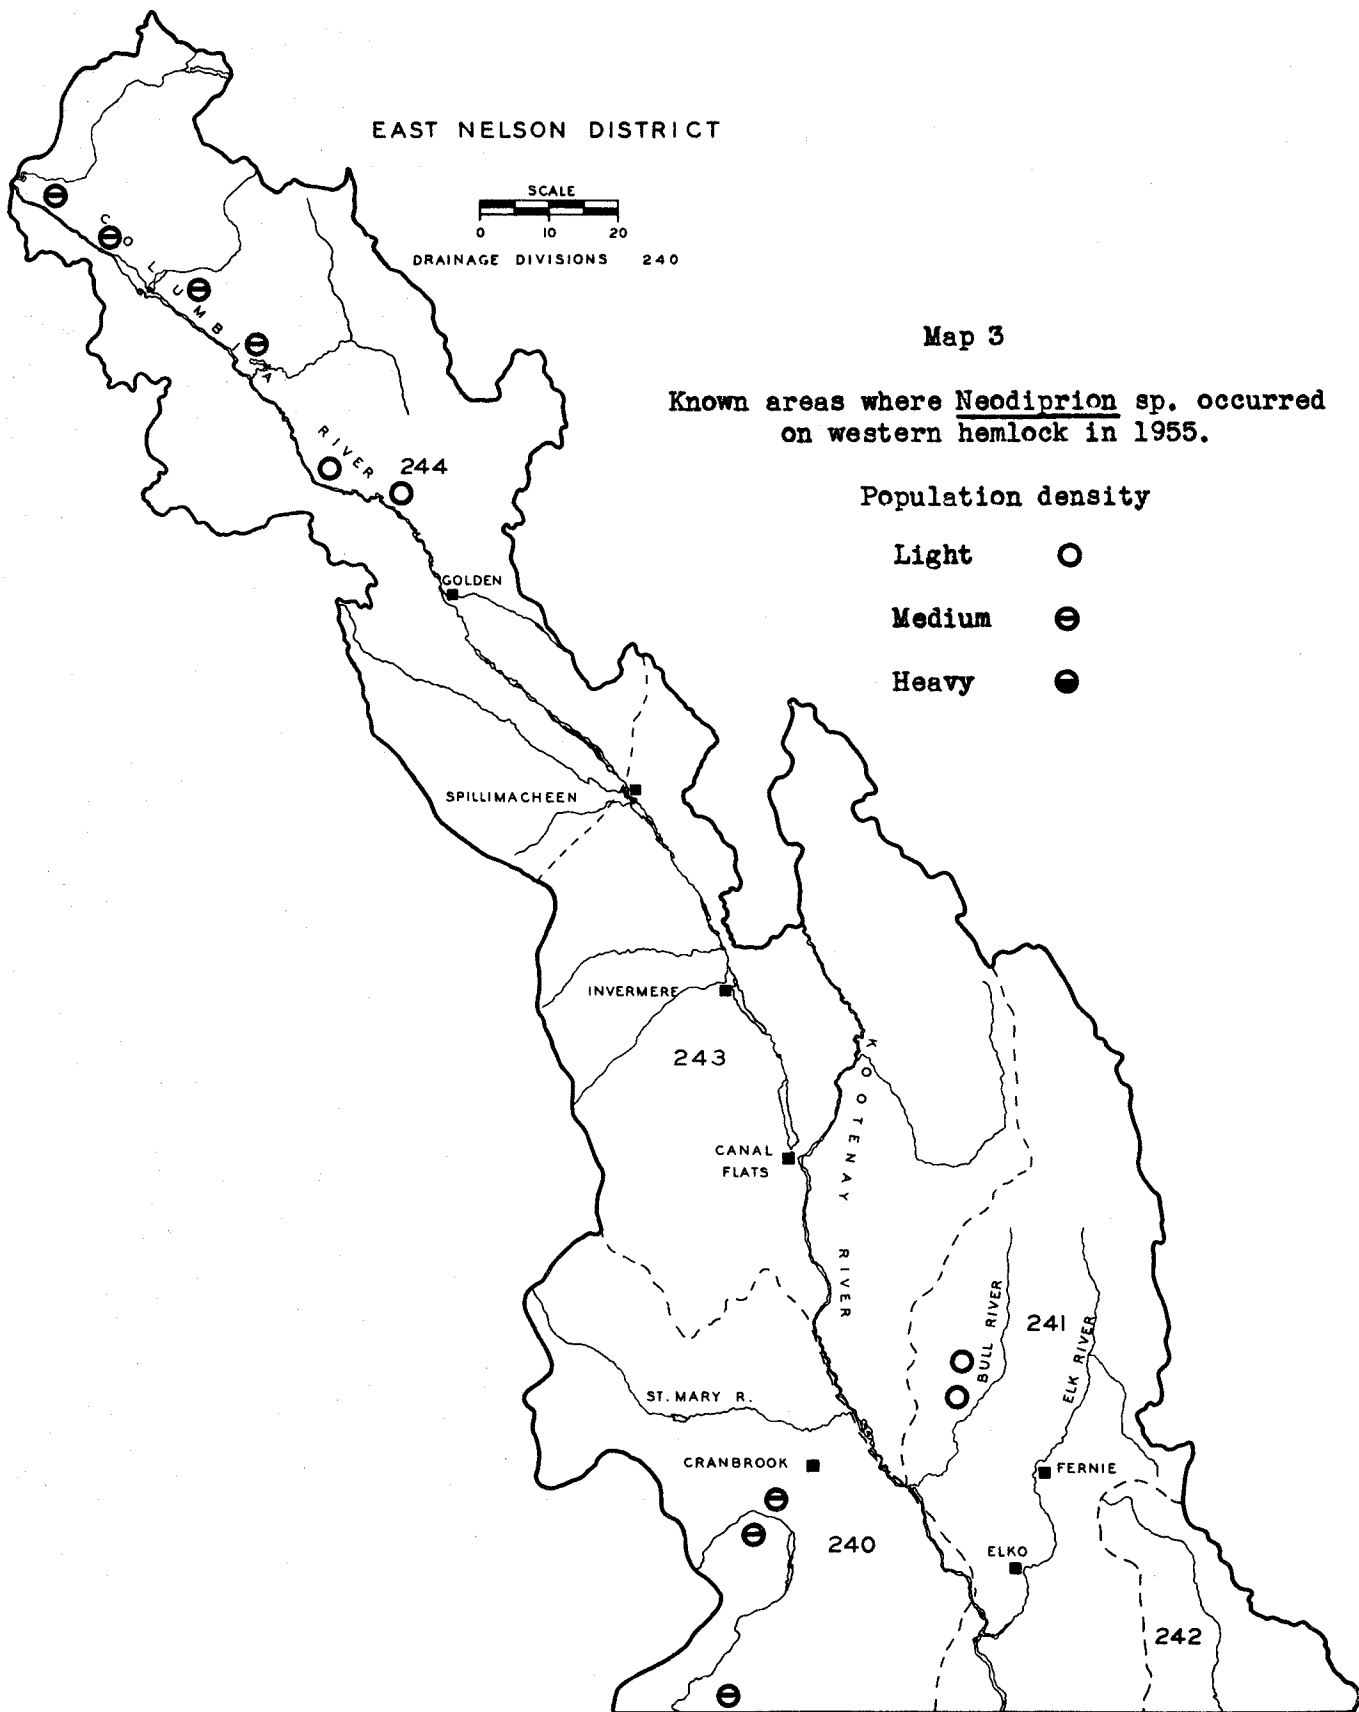 EAST NELSON DISTRICT
SCALE
0 10 20
DRAINAGE DIVISIONS 240
Map 3
Known areas where Neodiprion sp. occurred
on western hemlock in 1955.
Population density
Light
Medium
Heavy
COLUMBIA
RIVER
244
GOLDEN
SPILLIMACHEEN
INVERMERE
243
CANAL
FLATS
KOOTENAY RIVER
BULL RIVER
241
ELK RIVER
ST. MARY R.
CRANBROOK
FERNIE
240
ELKO
242